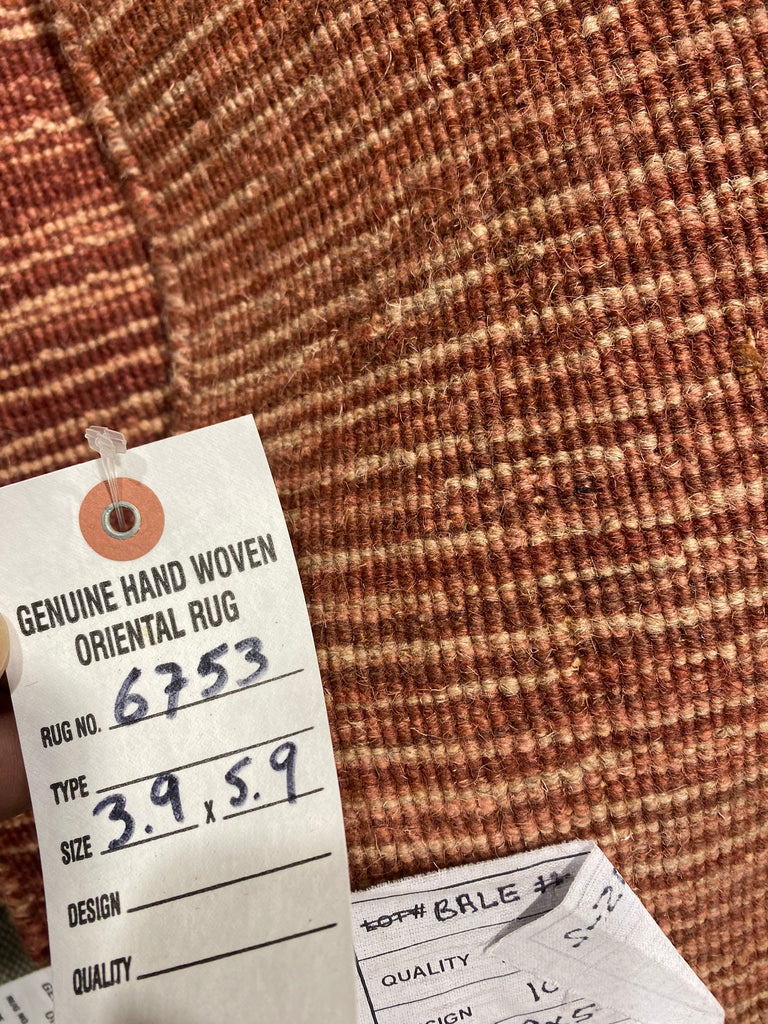 GENUINE HAND WOVEN
ORIENTAL RUG
RUG NO. 6753
TYPE
SIZE 3.9 x 5.9
DESIGN
QUALITY
LOT# BALE #
QUALITY